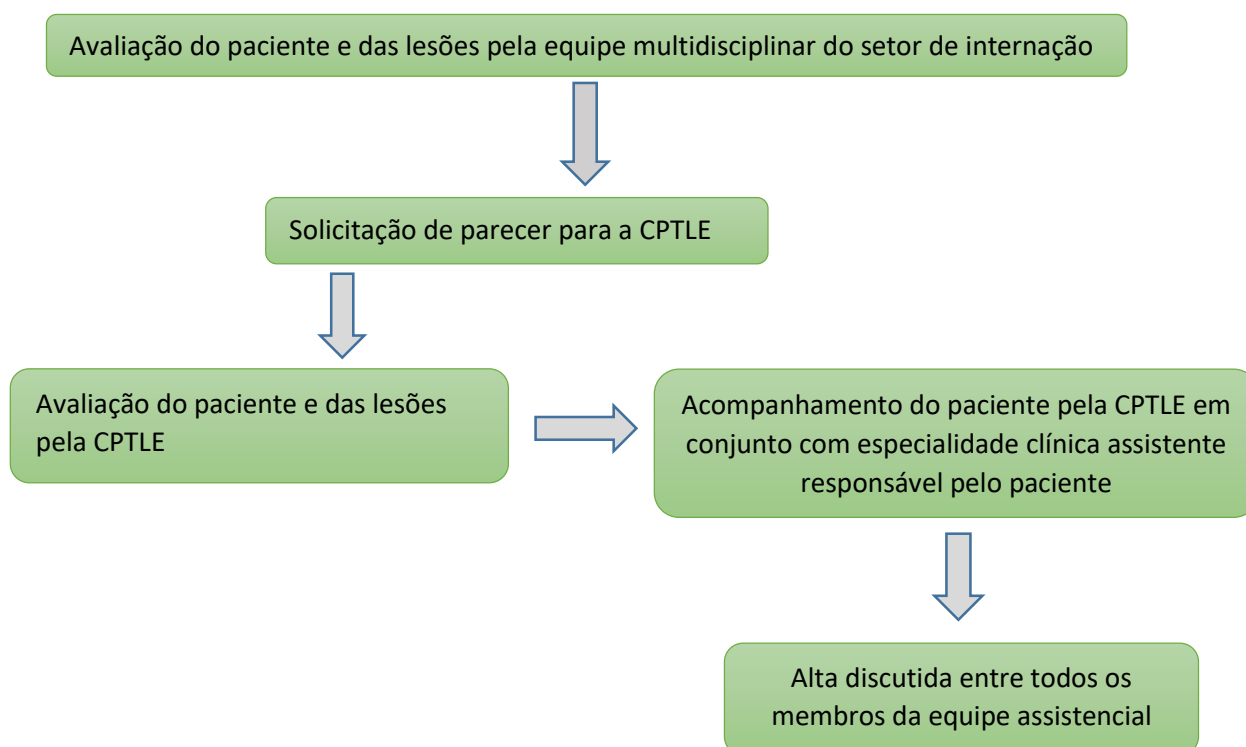 Avaliação do paciente e das lesões pela equipe multidisciplinar do setor de internação
Solicitação de parecer para a CPTLE
Avaliação do paciente e das lesões
pela CPTLE
Acompanhamento do paciente pela CPTLE em
conjunto com especialidade clínica assistente
responsável pelo paciente
Alta discutida entre todos os
membros da equipe assistencial